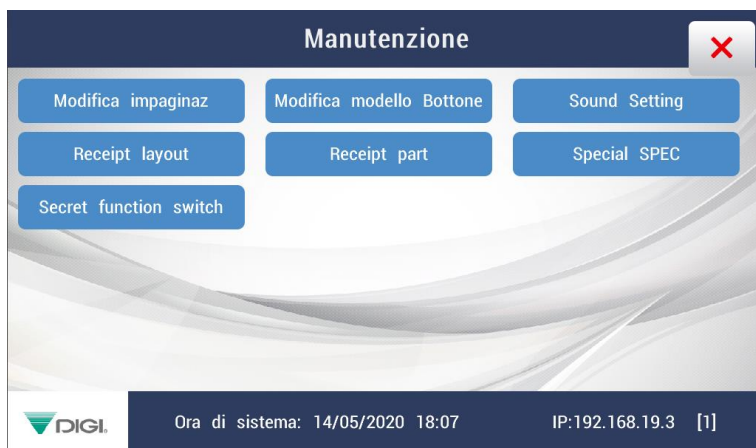 Manutenzione
Modifica impaginaz
Modifica modello Bottone
Sound Setting
Receipt layout
Receipt part
Special SPEC
Secret function switch
DIGI.
Ora di sistema: 14/05/2020 18:07
IP:192.168.19.3 [1]